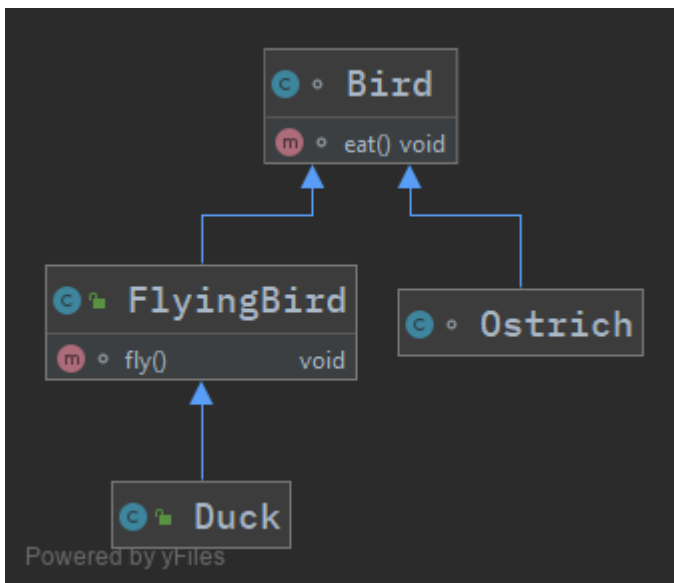 C Bird
m eat() void
C FlyingBird
m fly() void
C Ostrich
C Duck
Powered by yFiles